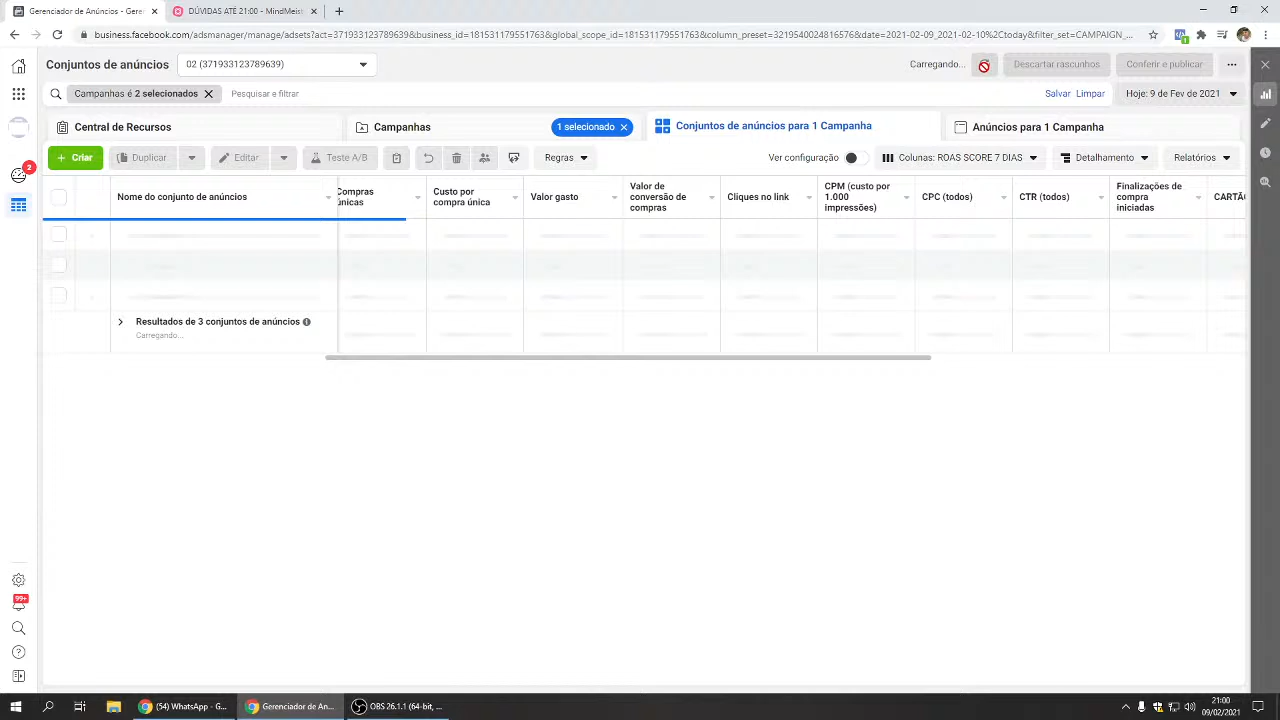 Gerenciador de Anúncios - Geren
DÚVIDAS ATÉ 21:00 - MindMeist
business.facebook.com/adsmanager/manage/adsets?act=371933123789639&business_id=18153117955176​3&global_scope_id=181531179551763&column_preset=3219540024816576&date=2021-02-09_2021-02-10%2Ctoday&filter_set=CAMPAIGN_...
1
Conjuntos de anúncios
02 (371933123789639)
Carregando...
Descartar rascunhos
Conferir e publicar
Campanhas é 2 selecionados
Pesquisar e filtrar
Salvar Limpar
Hoje: 9 de Fev de 2021
Central de Recursos
Campanhas
1 selecionado
Conjuntos de anúncios para 1 Campanha
Anúncios para 1 Campanha
2
+ Criar
Duplicar
Editar
Teste A/B
Regras
Ver configuração
Colunas: ROAS SCORE 7 DIAS
Detalhamento
Relatórios
Nome do conjunto de anúncios
Compras
únicas
Custo por
compra única
Valor gasto
Valor de
conversão de
compras
Cliques no link
CPM (custo por
1.000
impressões)
CPC (todos)
CTR (todos)
Finalizações de
compra
iniciadas
Resultados de 3 conjuntos de anúncios
Carregando...
99+
(54) WhatsApp - G...
Gerenciador de An...
OBS 26.1.1 (64-bit, ...
21:00
09/02/2021